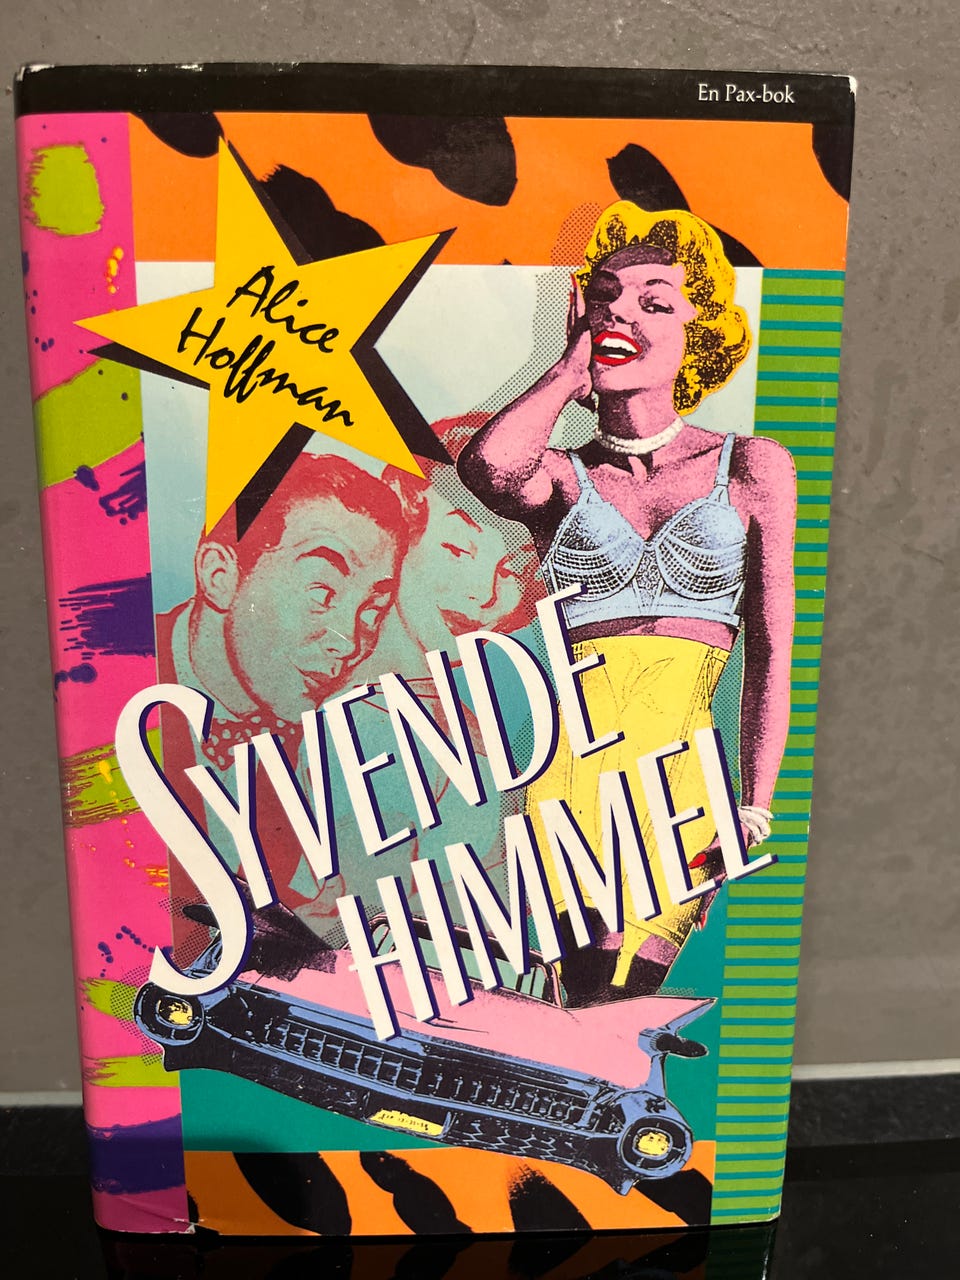 En Pax-bok
Alice
Hoffman
SYVENDE
HIMMEL